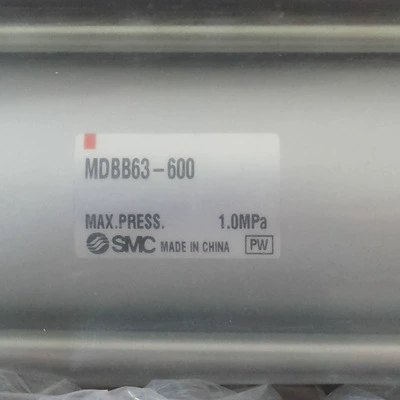 MDBB63-600
MAX.PRESS. 1.0MPa
SMC MADE IN CHINA PW